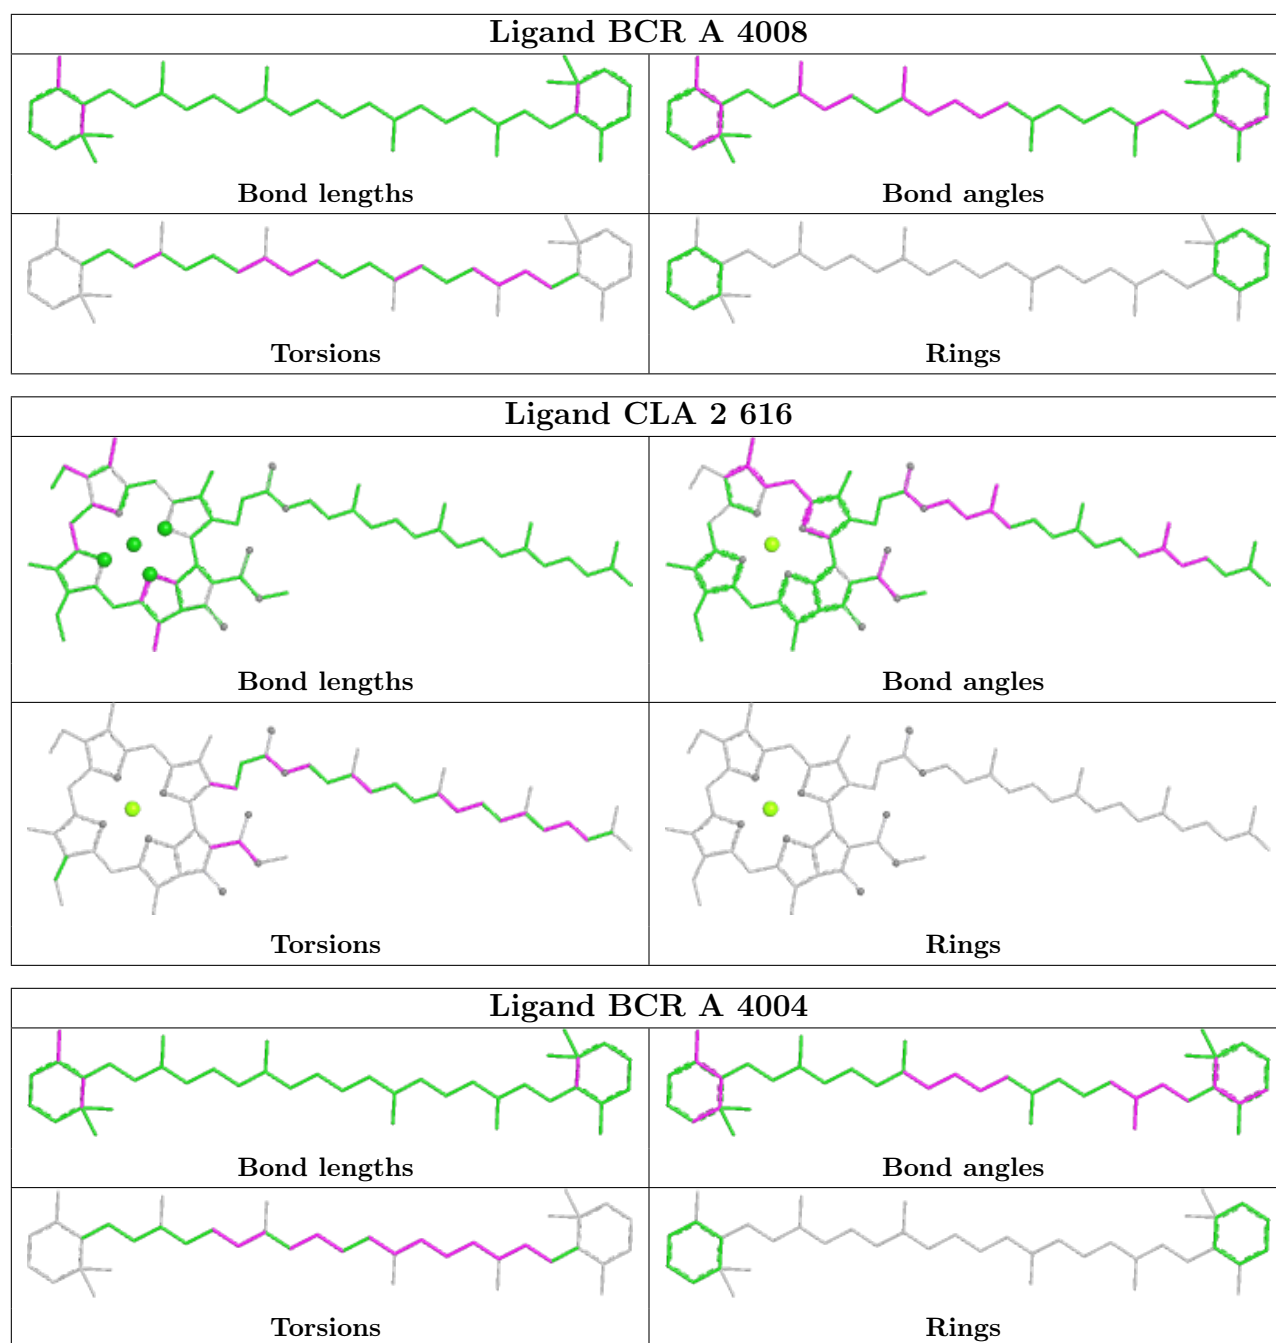 Ligand BCR A 4008
Bond lengths
Bond angles
Torsions
Rings
Ligand CLA 2 616
Bond lengths
Bond angles
Torsions
Rings
Ligand BCR A 4004
Bond lengths
Bond angles
Torsions
Rings